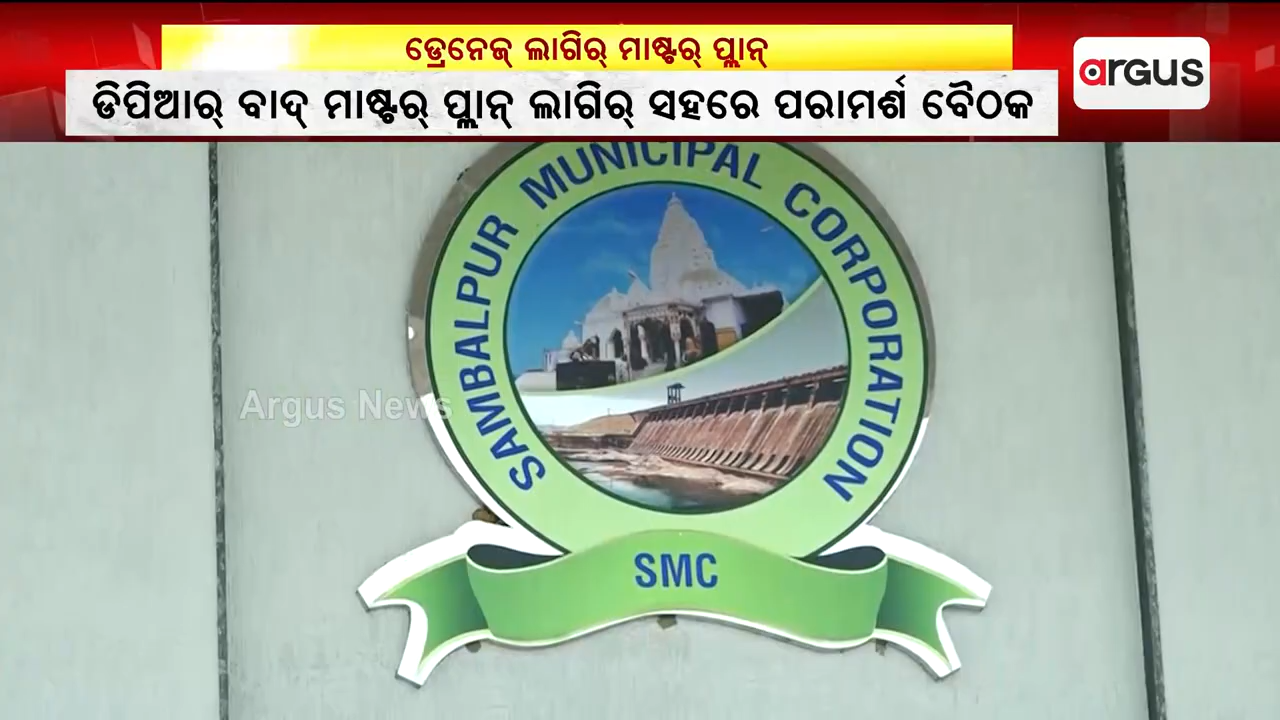 ଡ୍ରେନେଜ୍ ଲାଗିର୍ ମାଷ୍ଟର୍ ପ୍ଲାନ୍
ଡିପିଆର୍ ବାଦ୍ ମାଷ୍ଟର୍ ପ୍ଲାନ୍ ଲାଗିର୍ ସହରେ ପରାମର୍ଶ ବୈଠକ
argus
SAMBALPUR MUNICIPAL CORPORATION
Argus News
SMC